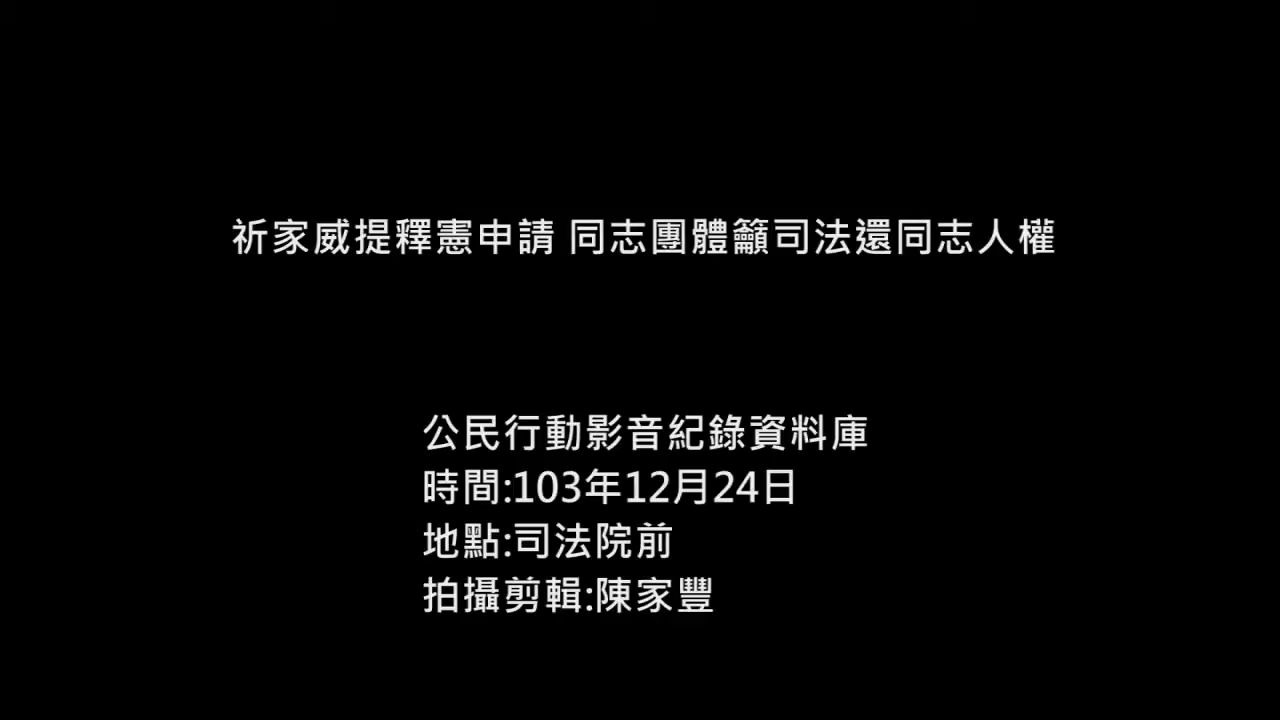 祈家威提釋憲申請 同志團體籲司法還同志人權
公民行動影音紀錄資料庫
時間:103年12月24日
地點:司法院前
拍攝剪輯:陳家豐